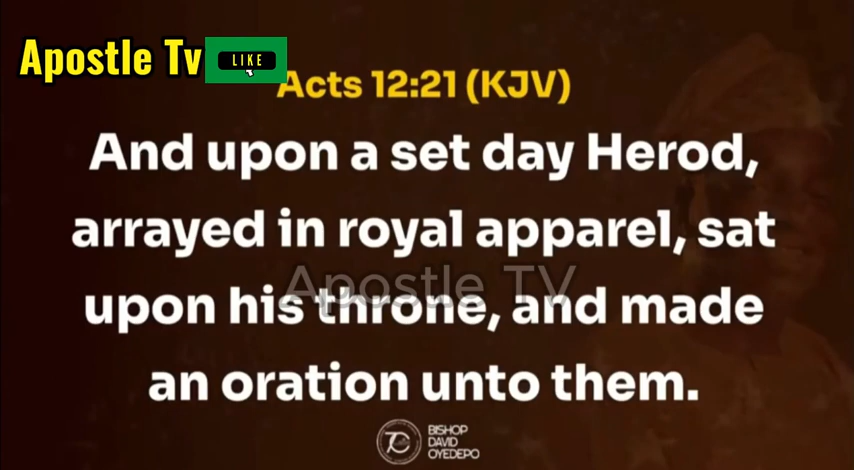 Apostle Tv
LIKE
Acts 12:21 (KJV)
And upon a set day Herod,
arrayed in royal apparel, sat
Apostle TV
upon his throne, and made
an oration unto them.
BISHOP
DAVID
OYEDEPO